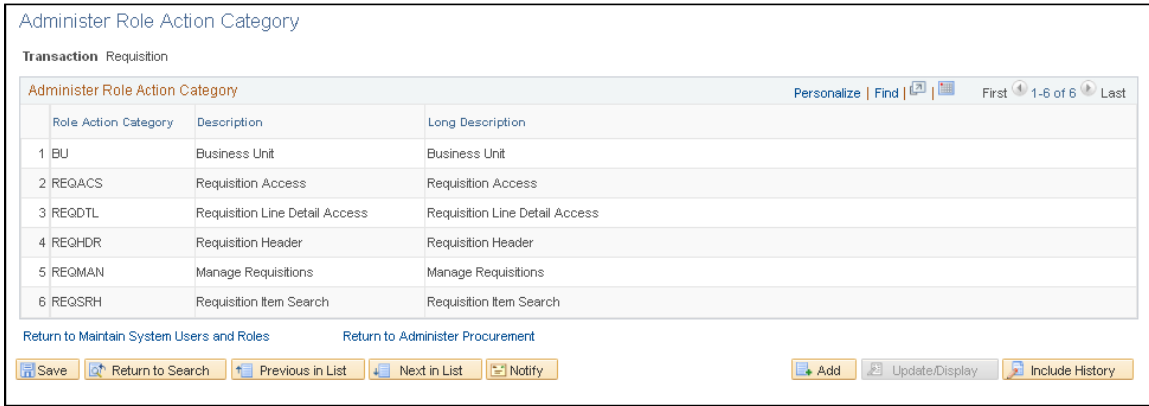 Administer Role Action Category
Transaction Requisition
Administer Role Action Category Personalize | Find | | First 1-6 of 6 Last
Role Action Category Description Long Description
1 BU Business Unit Business Unit
2 REQACS Requisition Access Requisition Access
3 REQDTL Requisition Line Detail Access Requisition Line Detail Access
4 REQHDR Requisition Header Requisition Header
5 REQMAN Manage Requisitions Manage Requisitions
6 REQSRH Requisition Item Search Requisition Item Search
Return to Maintain System Users and Roles Return to Administer Procurement
Save Return to Search Previous in List Next in List Notify Add Update/Display Include History